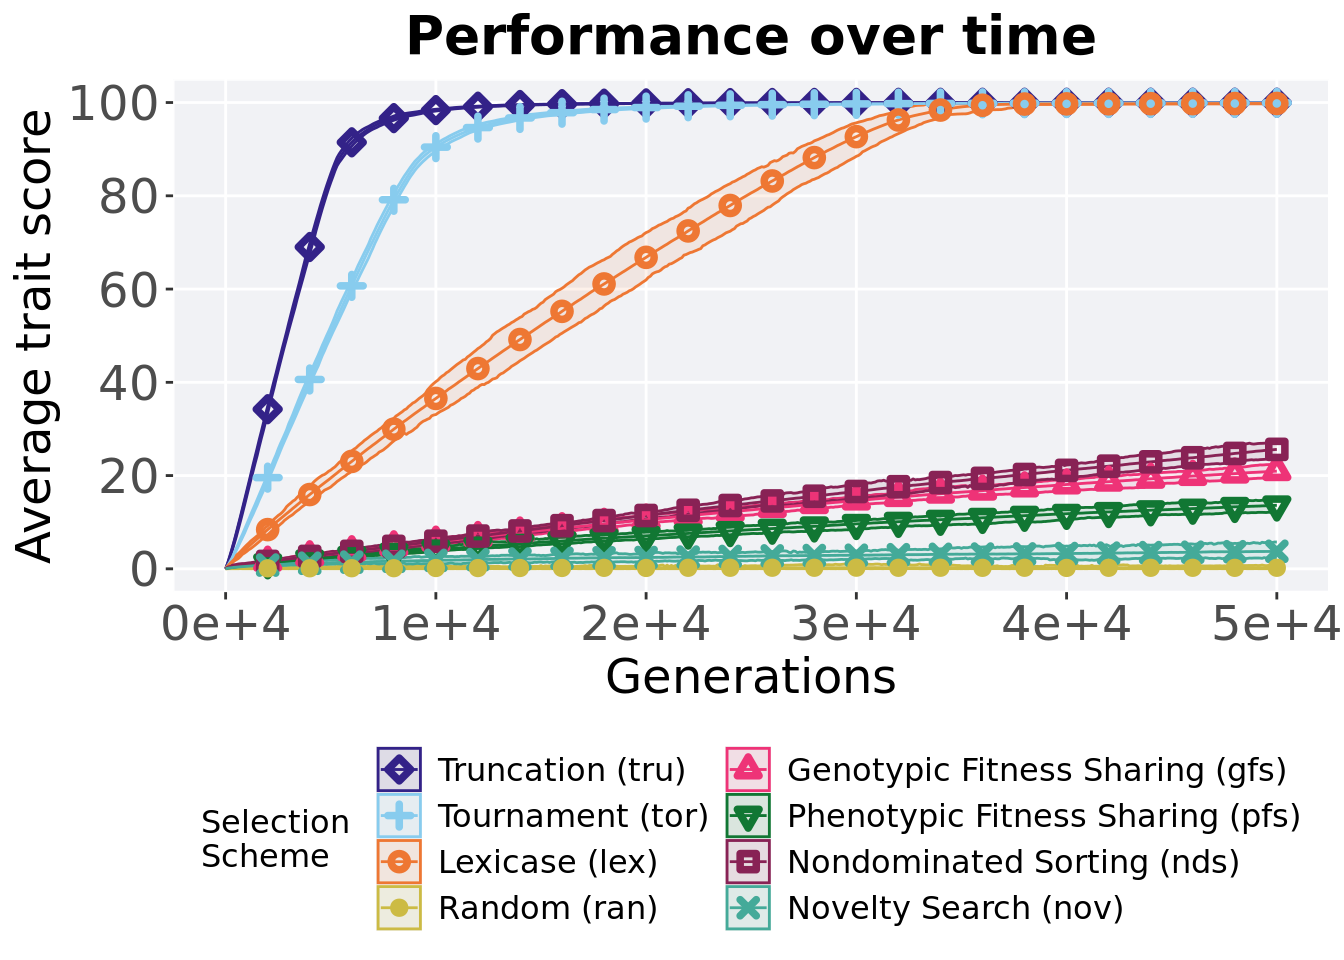 Performance over time
Average trait score
100
80
60
40
20
0
0e+4 1e+4 2e+4 3e+4 4e+4 5e+4
Generations
Selection
Scheme
Truncation (tru)
Tournament (tor)
Lexicase (lex)
Random (ran)
Genotypic Fitness Sharing (gfs)
Phenotypic Fitness Sharing (pfs)
Nondominated Sorting (nds)
Novelty Search (nov)